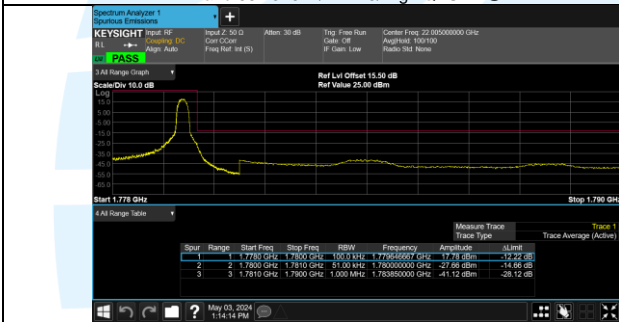 Spectrum Analyzer 1
Spurious Emissions
KEYSIGHT Input: RF Input Z: 50 Ω Atten: 30 dB Trig: Free Run Center Freq: 22.005000000 GHz
RL Coupling: DC Corr CCorr Gate: Off Avg|Hold: 100/100
Align: Auto Freq Ref: Int (S) IF Gain: Low Radio Std: None
PASS
3 All Range Graph Ref Lvl Offset 15.50 dB
Scale/Div 10.0 dB Ref Value 25.00 dBm
Log
15.0
5.00
-5.00
-15.0
-25.0
-35.0
-45.0
-55.0
-65.0
Start 1.778 GHz Stop 1.790 GHz
4 All Range Table
Measure Trace Trace 1
Trace Type Trace Average (Active)
Spur Range Start Freq Stop Freq RBW Frequency Amplitude ΔLimit
1 1 1.7780 GHz 1.7800 GHz 100.0 kHz 1.779646667 GHz 17.78 dBm -12.22 dB
2 2 1.7800 GHz 1.7810 GHz 51.00 kHz 1.780000000 GHz -27.66 dBm -14.66 dB
3 3 1.7810 GHz 1.7900 GHz 1.000 MHz 1.783850000 GHz -41.12 dBm -28.12 dB
? May 03, 2024
1:14:14 PM